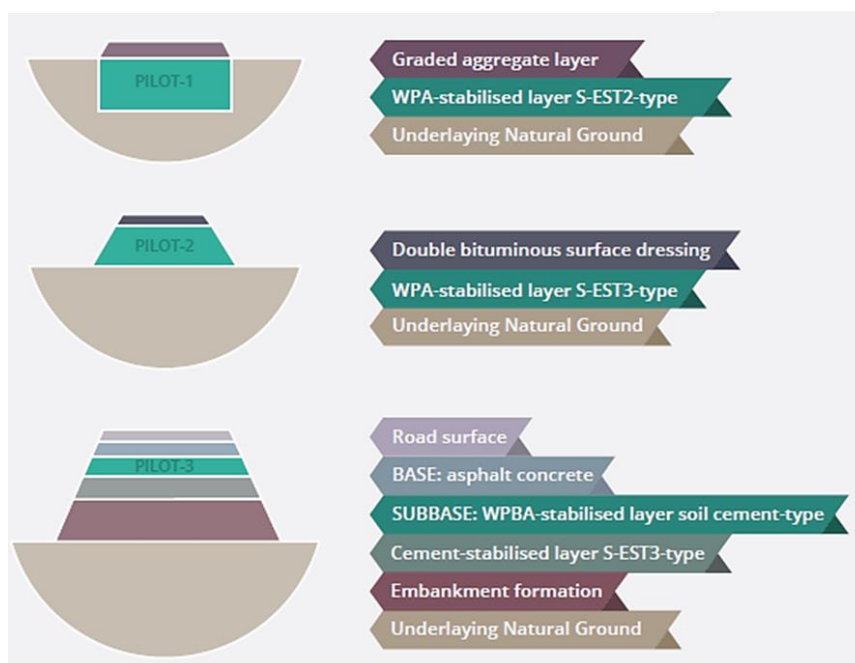 PILOT-1
Graded aggregate layer
WPA-stabilised layer S-EST2-type
Underlaying Natural Ground
PILOT-2
Double bituminous surface dressing
WPA-stabilised layer S-EST3-type
Underlaying Natural Ground
PILOT-3
Road surface
BASE: asphalt concrete
SUBBASE: WPBA-stabilised layer soil cement-type
Cement-stabilised layer S-EST3-type
Embankment formation
Underlaying Natural Ground